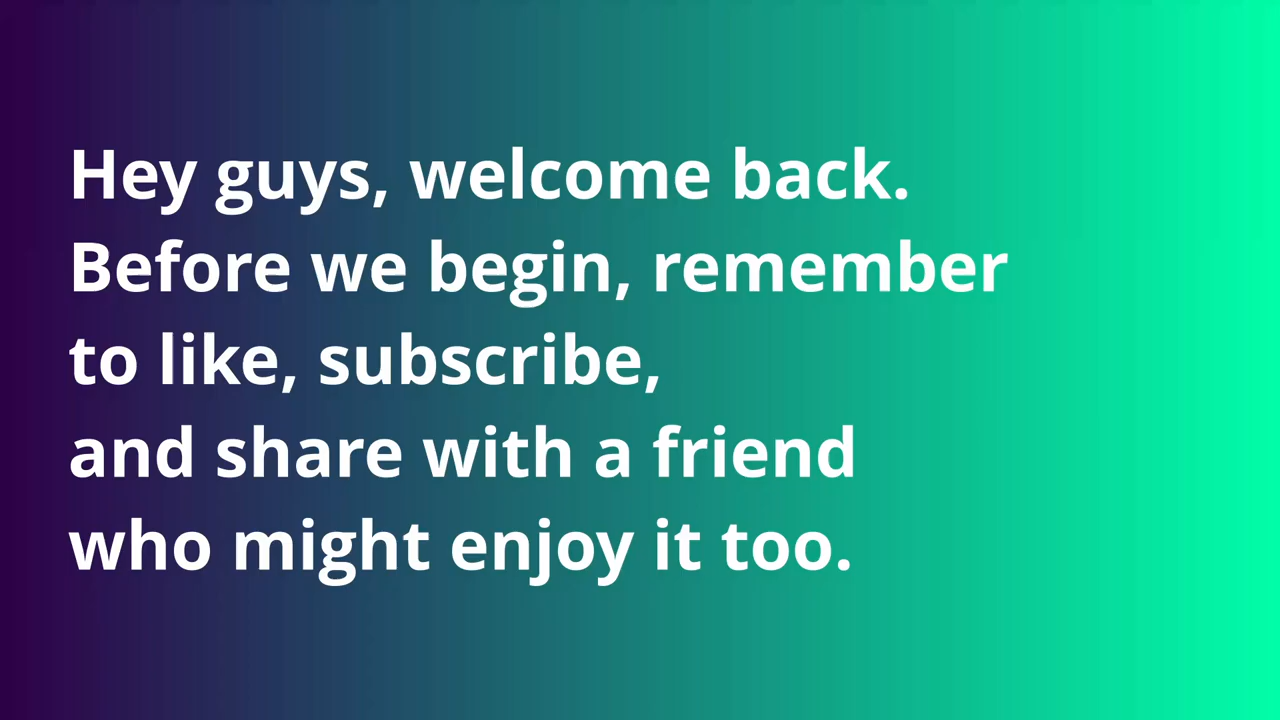 Hey guys, welcome back.
Before we begin, remember
to like, subscribe,
and share with a friend
who might enjoy it too.